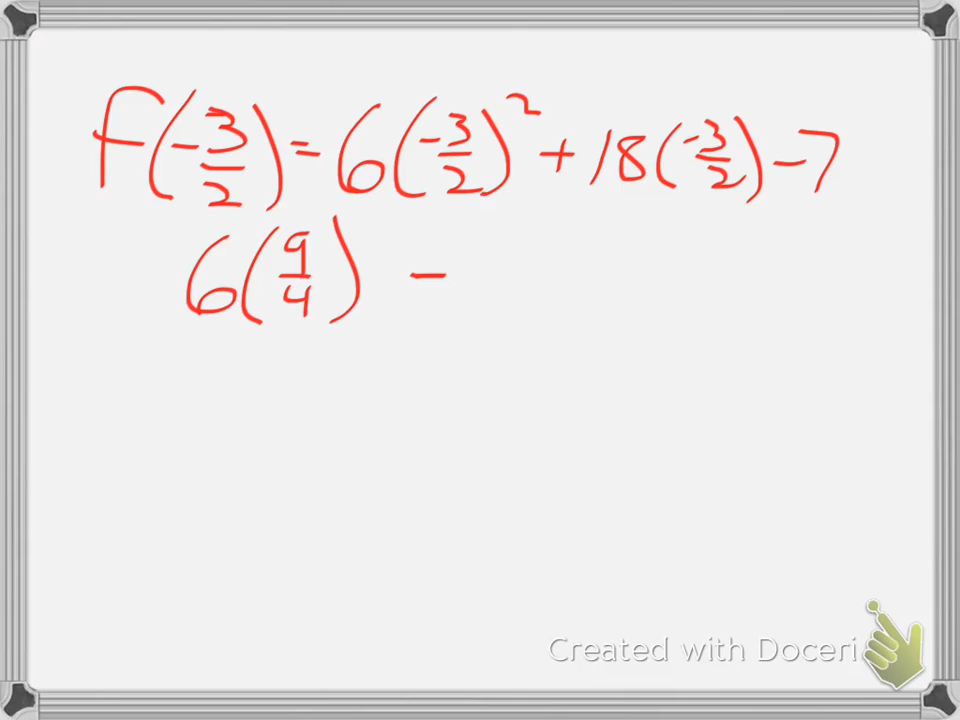 f(-3/2) = 6(-3/2)² + 18(-3/2) - 7
6(9/4) -
Created with Doceri